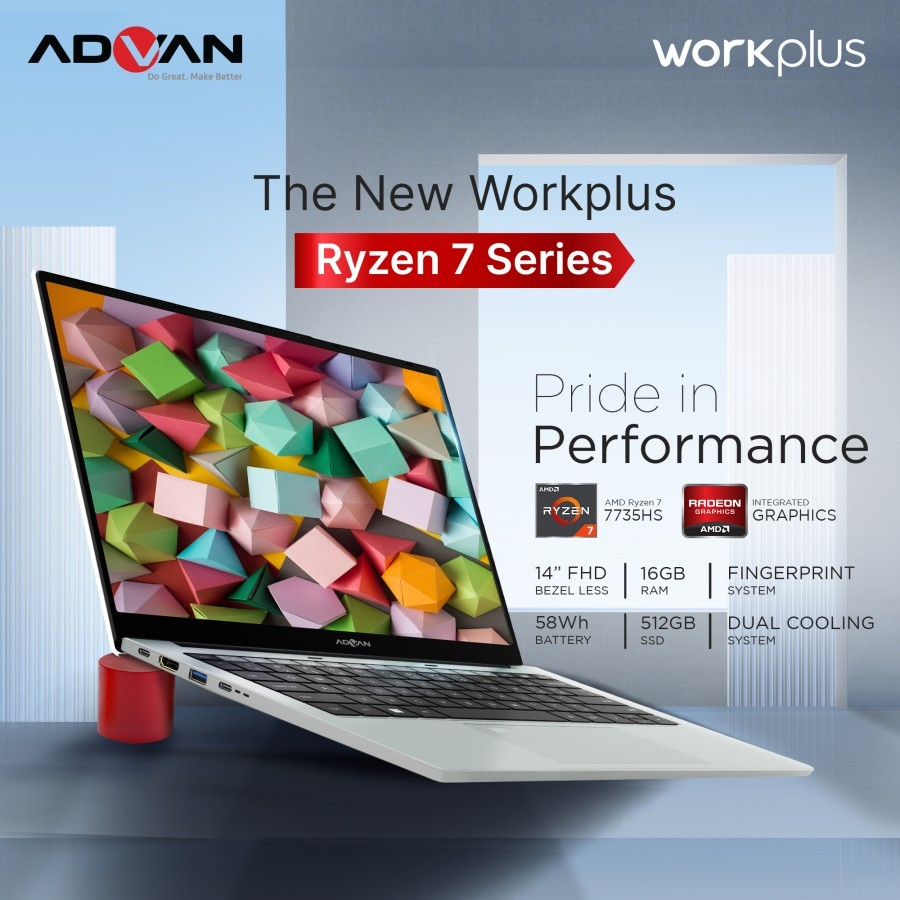 ADVAN
Do Great. Make Better
workplus
The New Workplus
Ryzen 7 Series
Pride in
Performance
AMD
RYZEN
7
AMD Ryzen 7
7735HS
RADEON
GRAPHICS
AMD
INTEGRATED
GRAPHICS
14” FHD
BEZEL LESS
16GB
RAM
FINGERPRINT
SYSTEM
58Wh
BATTERY
512GB
SSD
DUAL COOLING
SYSTEM
ADVAN